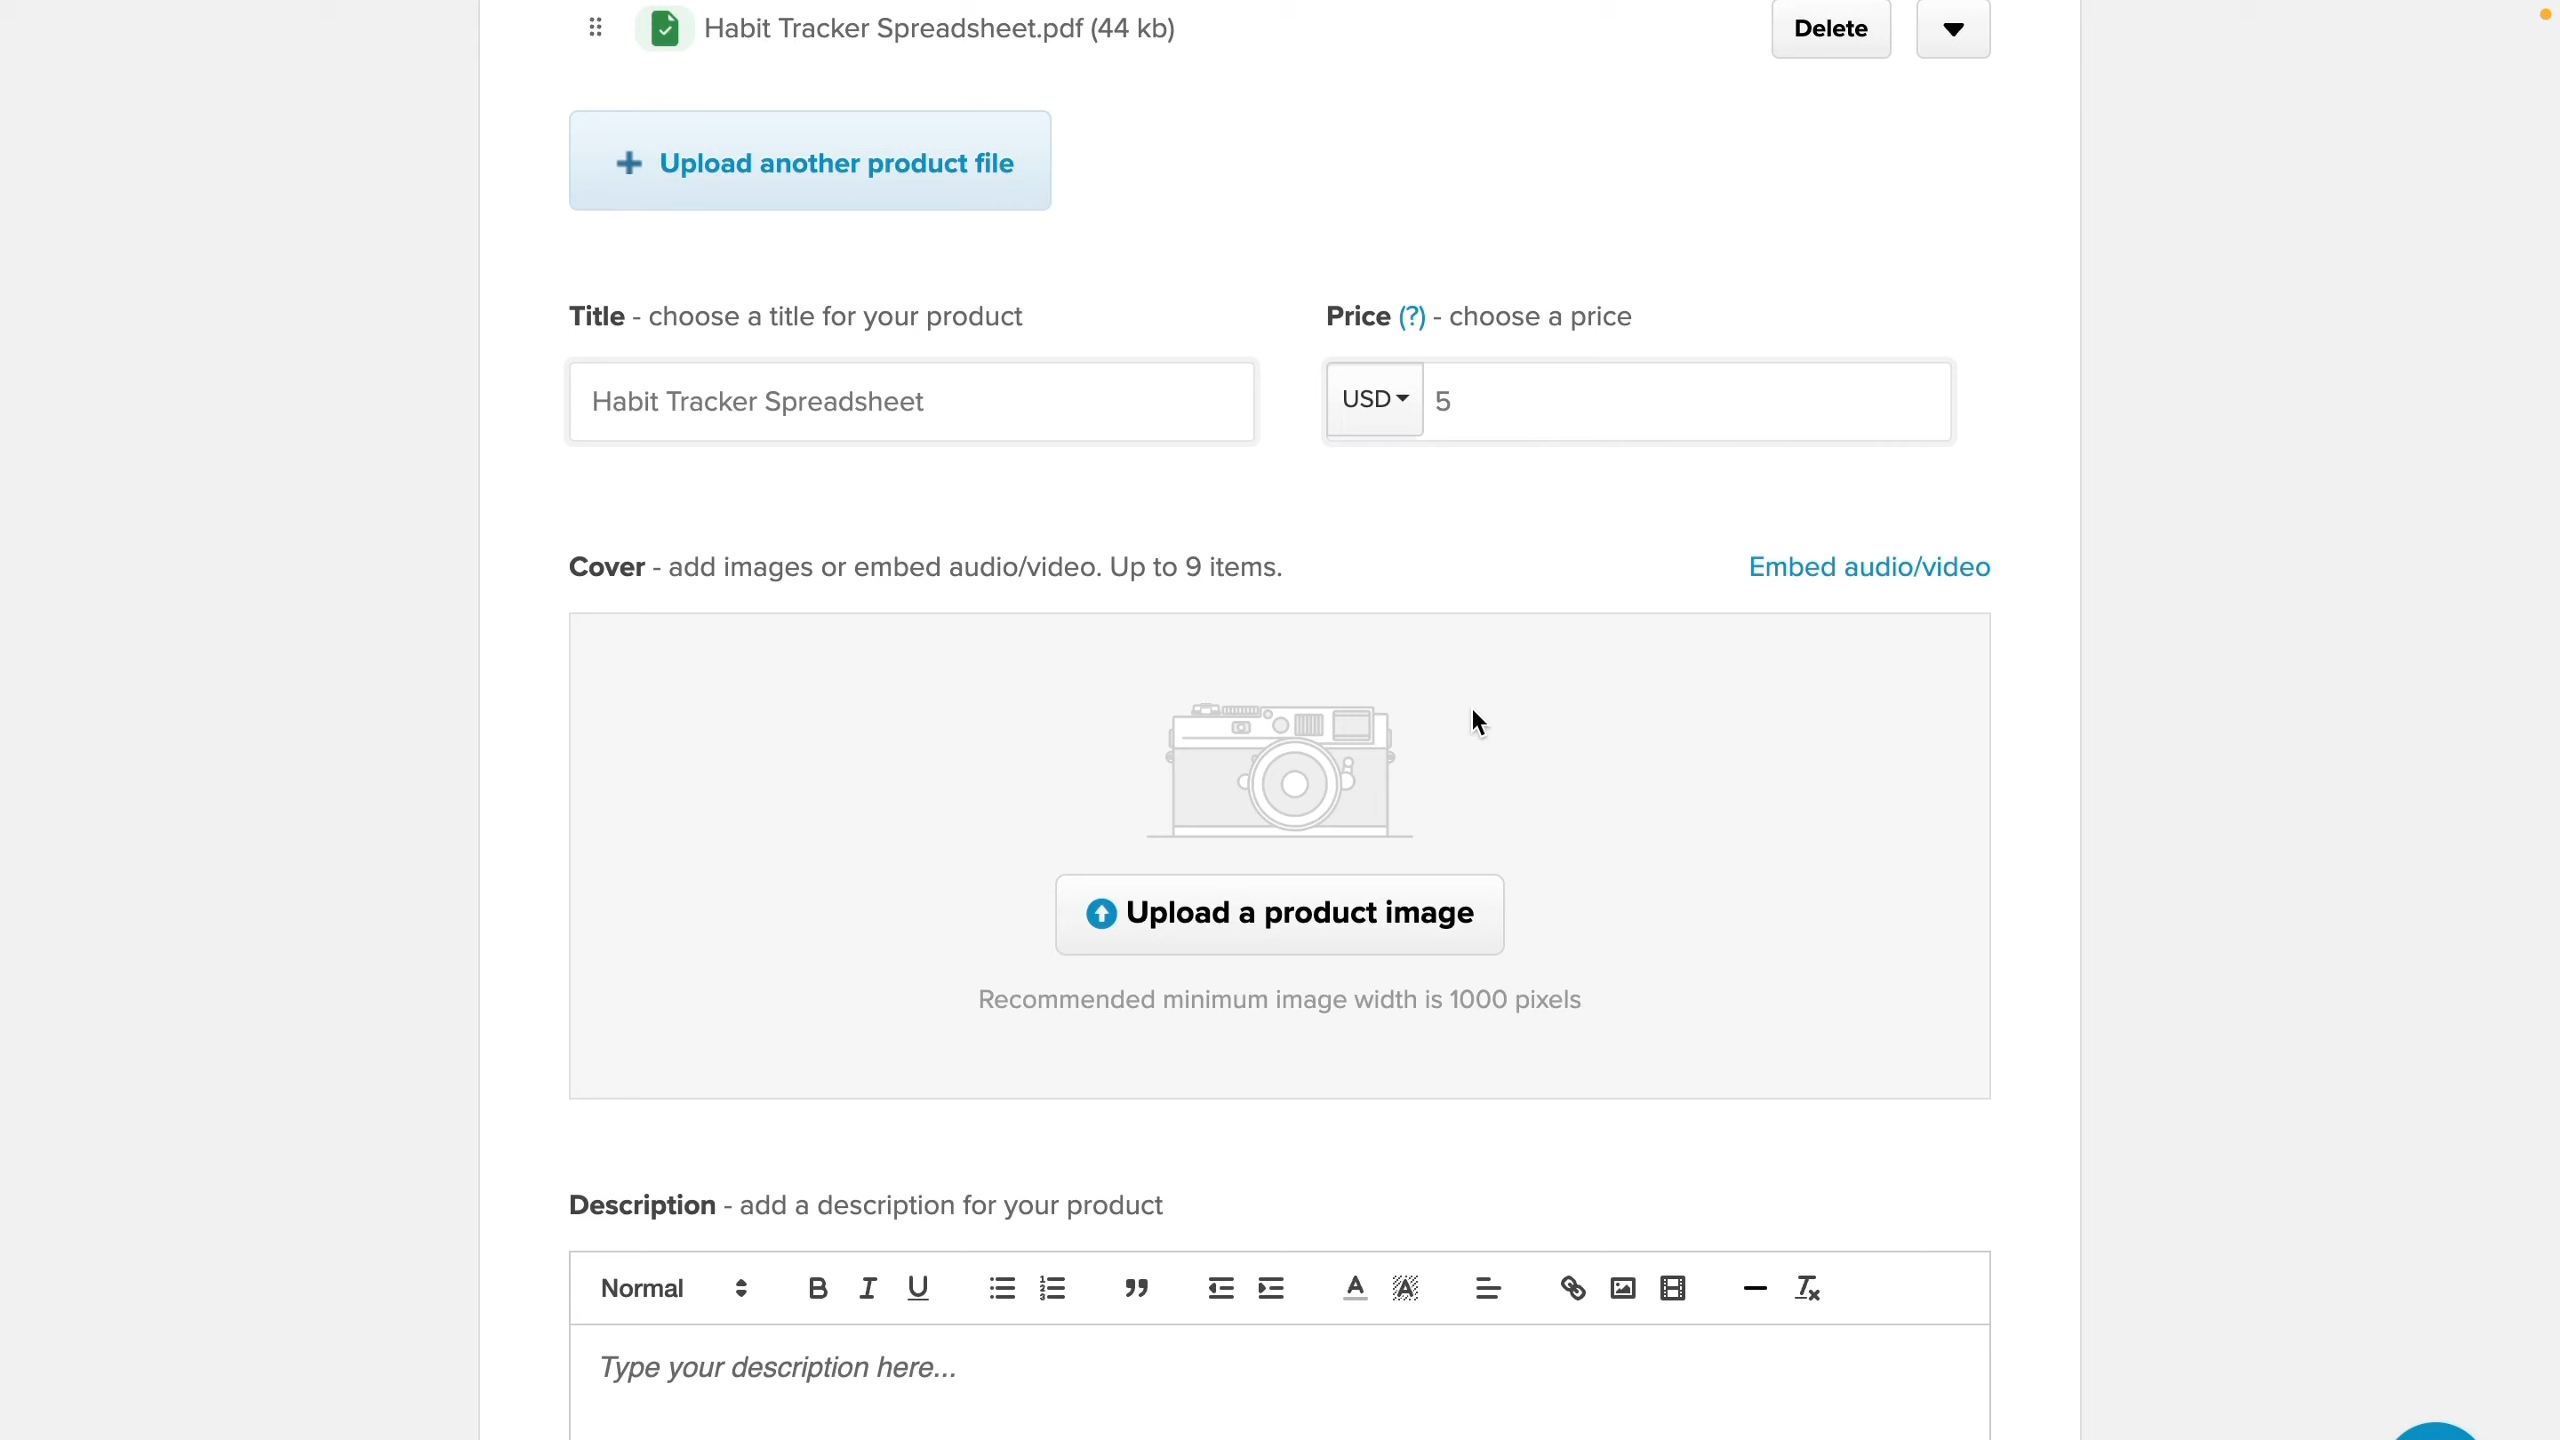 Habit Tracker Spreadsheet.pdf (44 kb)
Delete
Upload another product file
Title - choose a title for your product
Price (?) - choose a price
Habit Tracker Spreadsheet
USD 5
Cover - add images or embed audio/video. Up to 9 items.
Embed audio/video
Upload a product image
Recommended minimum image width is 1000 pixels
Description - add a description for your product
Normal
Type your description here...